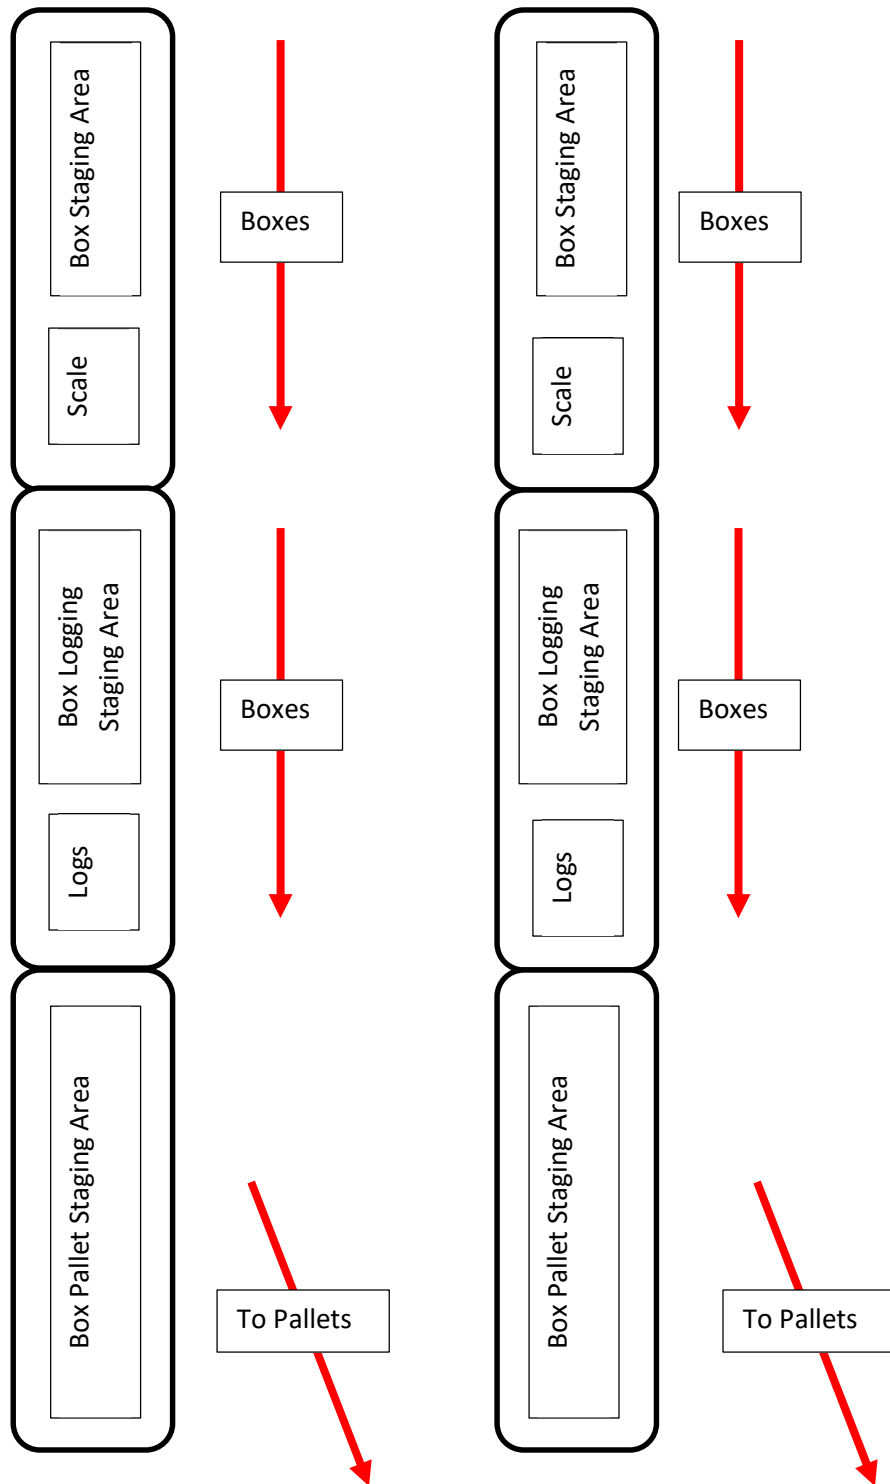 Box Staging Area
Boxes
Scale
Box Logging
Staging Area
Boxes
Logs
Box Pallet Staging Area
To Pallets
Box Staging Area
Boxes
Scale
Box Logging
Staging Area
Boxes
Logs
Box Pallet Staging Area
To Pallets